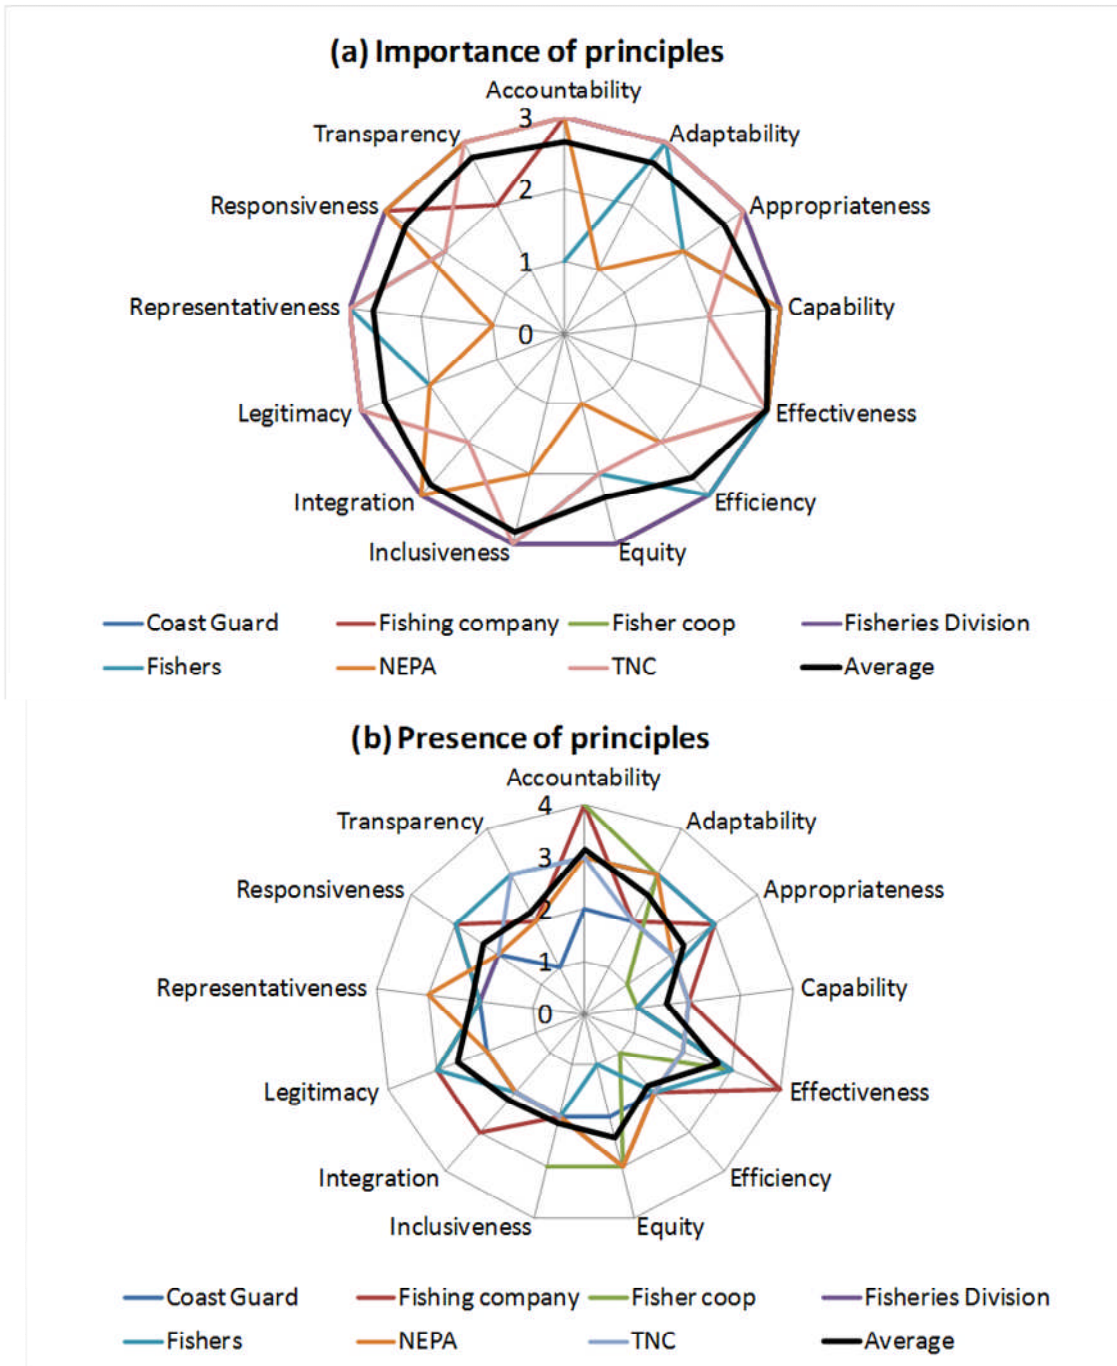 (a) Importance of principles
Accountability
3
Transparency
Adaptability
2
Responsiveness
Appropriateness
1
Representativeness
0
Capability
Legitimacy
Effectiveness
Integration
Efficiency
Inclusiveness
Equity
Coast Guard Fishing company Fisher coop Fisheries Division
Fishers NEPA TNC Average
(b) Presence of principles
Accountability
4
Transparency
Adaptability
3
Responsiveness
Appropriateness
2
1
Representativeness
Capability
0
Legitimacy
Effectiveness
Integration
Efficiency
Inclusiveness
Equity
Coast Guard Fishing company Fisher coop Fisheries Division
Fishers NEPA TNC Average